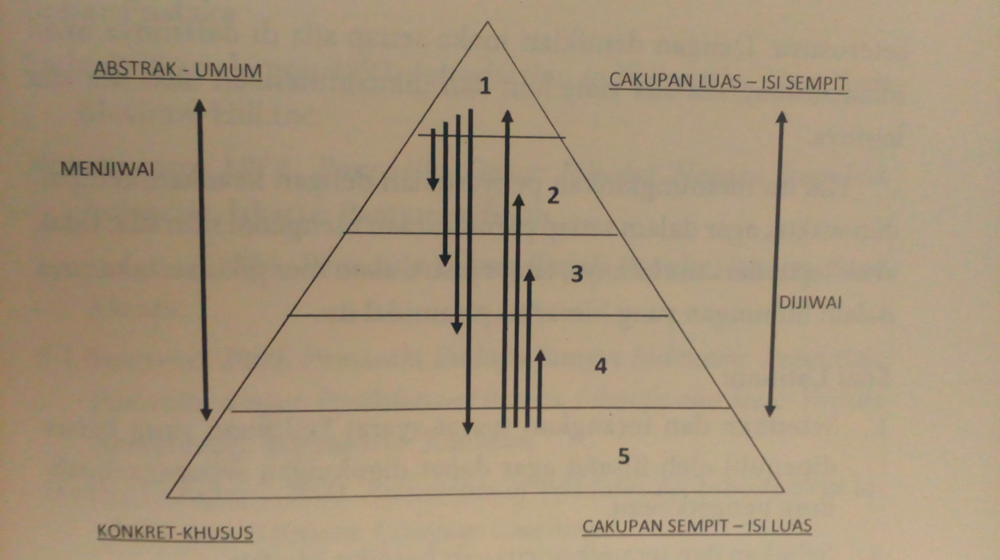 ABSTRAK - UMUM
CAKUPAN LUAS – ISI SEMPIT
1
MENJIWAI
2
3
DIJIWAI
4
5
KONKRET-KHUSUS
CAKUPAN SEMPIT – ISI LUAS